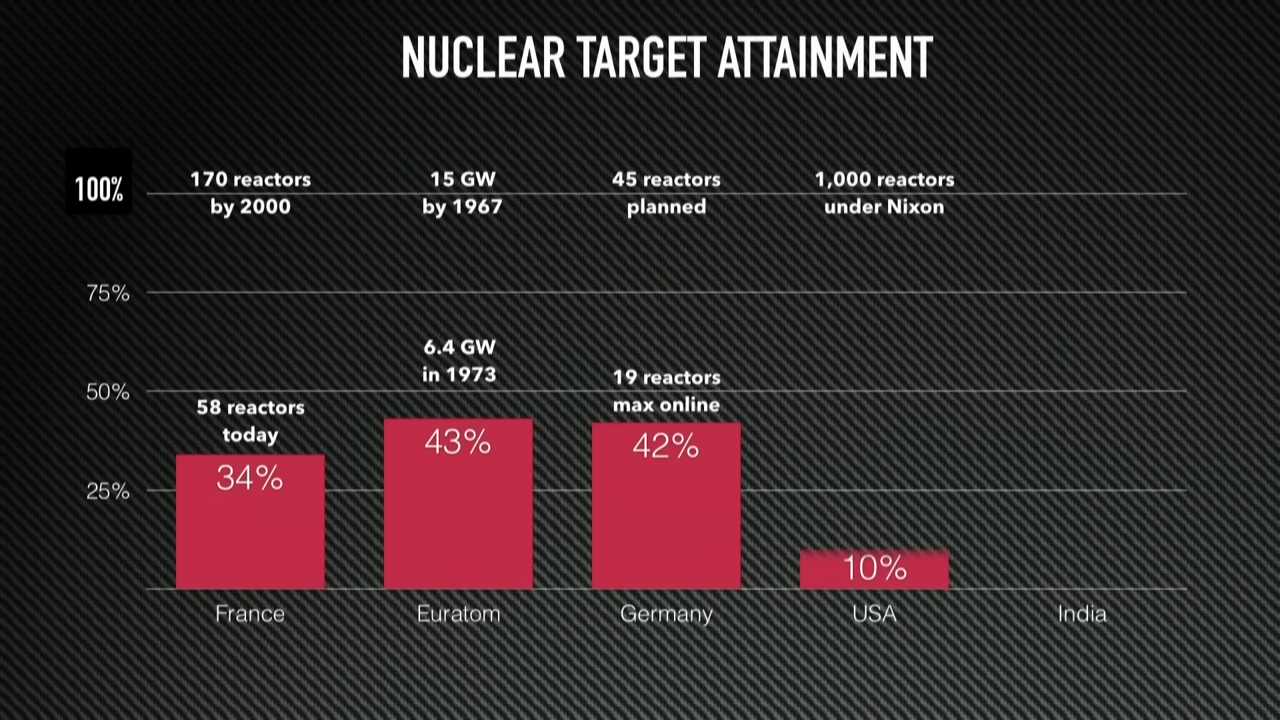 NUCLEAR TARGET ATTAINMENT
100%
170 reactors
by 2000
15 GW
by 1967
45 reactors
planned
1,000 reactors
under Nixon
75%
6.4 GW
in 1973
50%
19 reactors
max online
58 reactors
today
43%
42%
34%
25%
10%
France
Euratom
Germany
USA
India